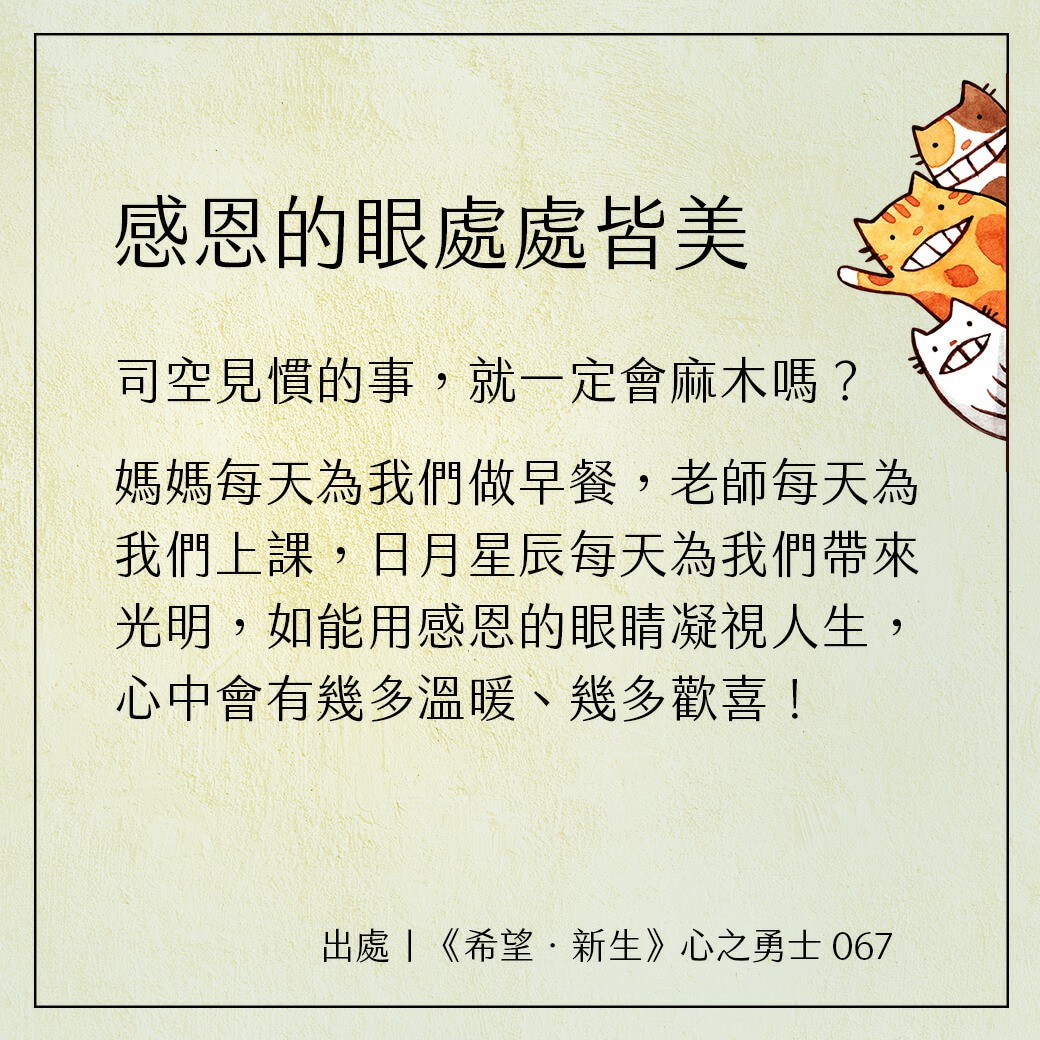 感恩的眼處處皆美
司空見慣的事，就一定會麻木嗎？
媽媽每天為我們做早餐，老師每天為
我們上課，日月星辰每天為我們帶來
光明，如能用感恩的眼睛凝視人生，
心中會有幾多溫暖、幾多歡喜！
出處｜《希望．新生》心之勇士 067